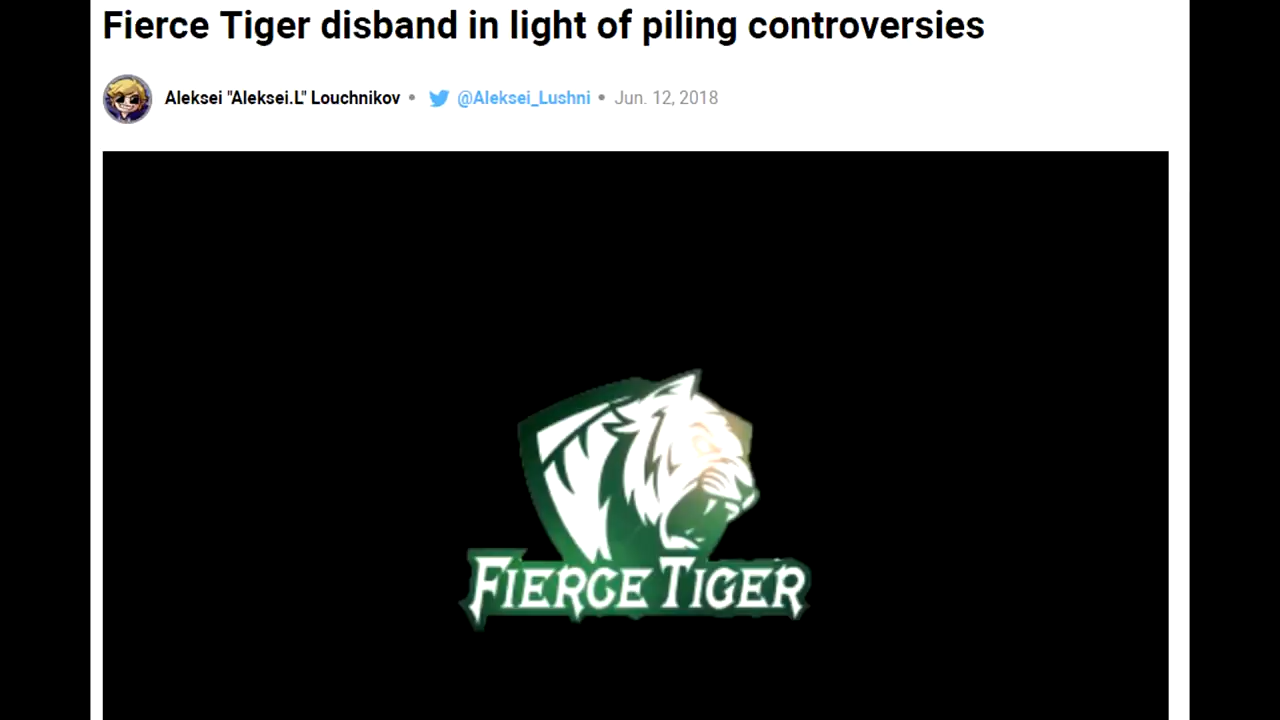 Fierce Tiger disband in light of piling controversies
Aleksei "Aleksei.L" Louchnikov • @Aleksei_Lushni • Jun. 12, 2018
FIERCE TIGER